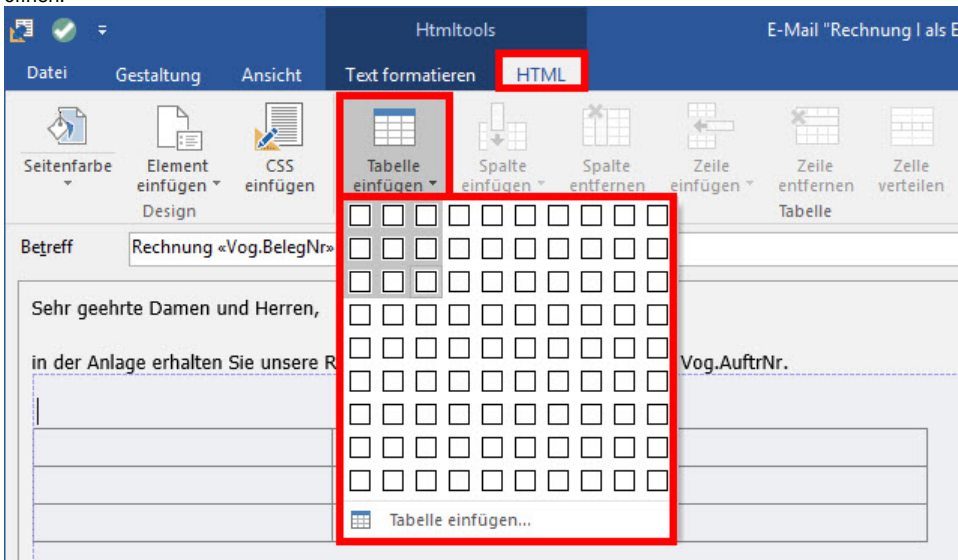 öffnen.
Htmltools
E-Mail "Rechnung I als E
Datei Gestaltung Ansicht Text formatieren HTML
Seitenfarbe Element einfügen CSS einfügen Tabelle einfügen Spalte einfügen Spalte entfernen Zeile einfügen Zeile entfernen Zelle verteilen
Design Tabelle
Betreff Rechnung «Vog.BelegNr»
Sehr geehrte Damen und Herren,
in der Anlage erhalten Sie unsere R Vog.AuftrNr.
Tabelle einfügen...